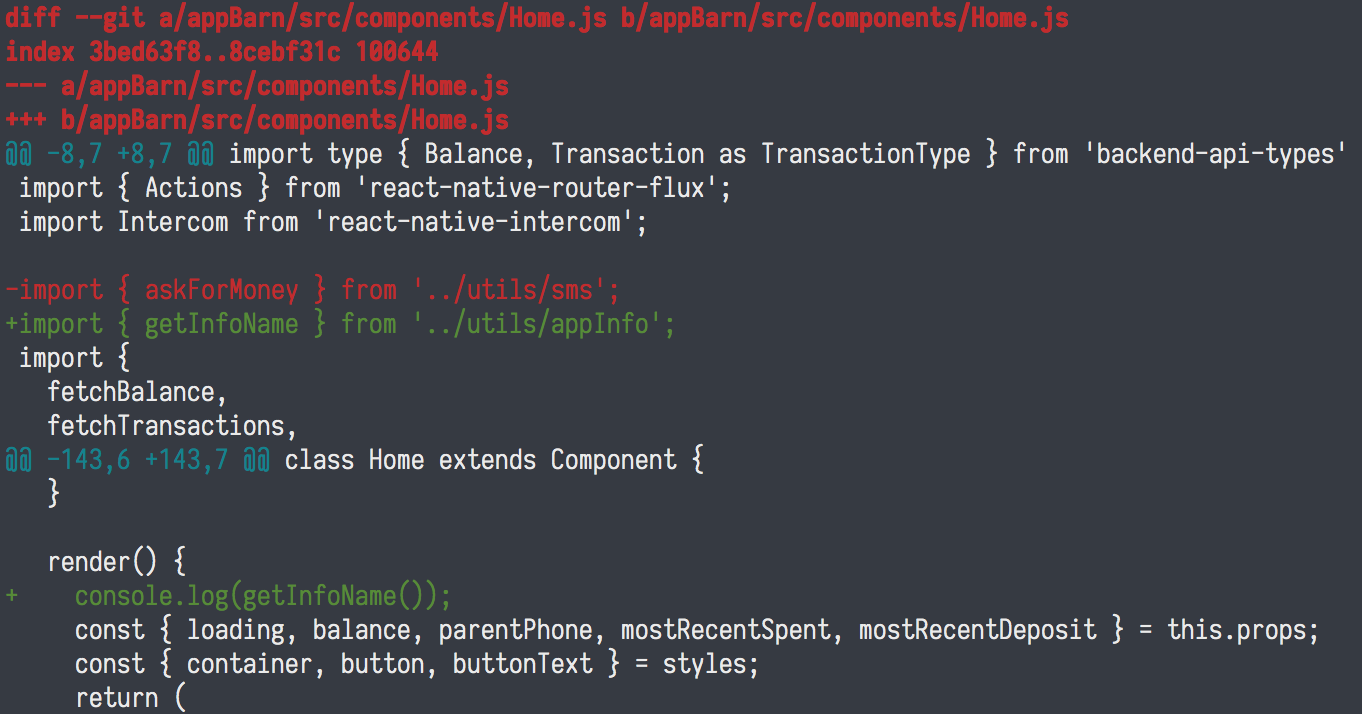 diff --git a/appBarn/src/components/Home.js b/appBarn/src/components/Home.js
index 3bed63f8..8cebf31c 100644
--- a/appBarn/src/components/Home.js
+++ b/appBarn/src/components/Home.js
@@ -8,7 +8,7 @@ import type { Balance, Transaction as TransactionType } from 'backend-api-types'
 import { Actions } from 'react-native-router-flux';
 import Intercom from 'react-native-intercom';

-import { askForMoney } from '../utils/sms';
+import { getInfoName } from '../utils/appInfo';
 import {
   fetchBalance,
   fetchTransactions,
@@ -143,6 +143,7 @@ class Home extends Component {
   }

   render() {
+    console.log(getInfoName());
     const { loading, balance, parentPhone, mostRecentSpent, mostRecentDeposit } = this.props;
     const { container, button, buttonText } = styles;
     return (